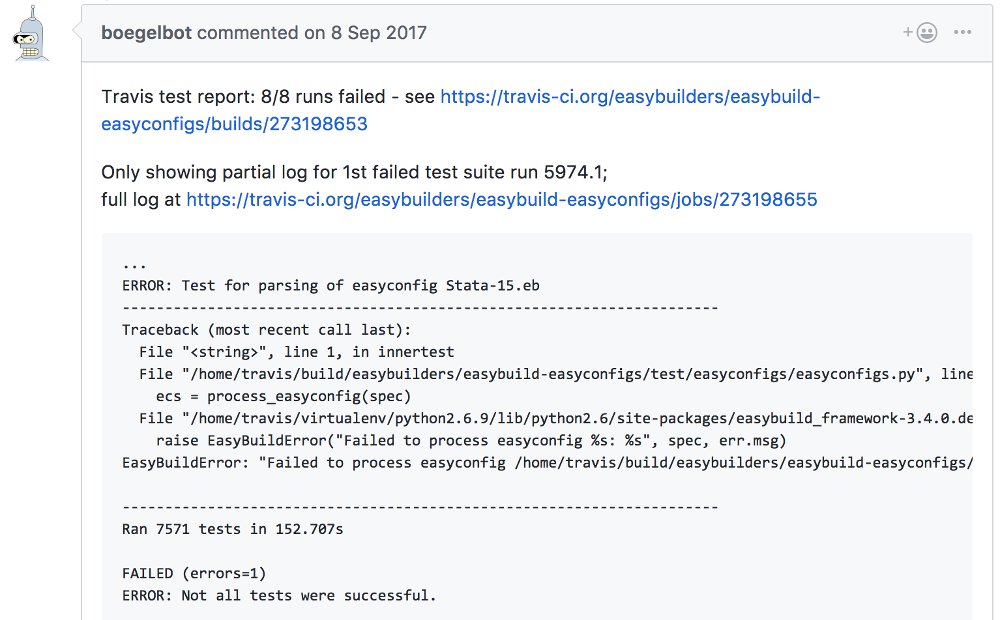 boegelbot commented on 8 Sep 2017
Travis test report: 8/8 runs failed - see https://travis-ci.org/easybuilders/easybuild-
easyconfigs/builds/273198653
Only showing partial log for 1st failed test suite run 5974.1;
full log at https://travis-ci.org/easybuilders/easybuild-easyconfigs/jobs/273198655
...
ERROR: Test for parsing of easyconfig Stata-15.eb
----------------------------------------------------------------------
Traceback (most recent call last):
  File "<string>", line 1, in innertest
  File "/home/travis/build/easybuilders/easybuild-easyconfigs/test/easyconfigs/easyconfigs.py", line
    ecs = process_easyconfig(spec)
  File "/home/travis/virtualenv/python2.6.9/lib/python2.6/site-packages/easybuild_framework-3.4.0.de
    raise EasyBuildError("Failed to process easyconfig %s: %s", spec, err.msg)
EasyBuildError: "Failed to process easyconfig /home/travis/build/easybuilders/easybuild-easyconfigs/
----------------------------------------------------------------------
Ran 7571 tests in 152.707s
FAILED (errors=1)
ERROR: Not all tests were successful.